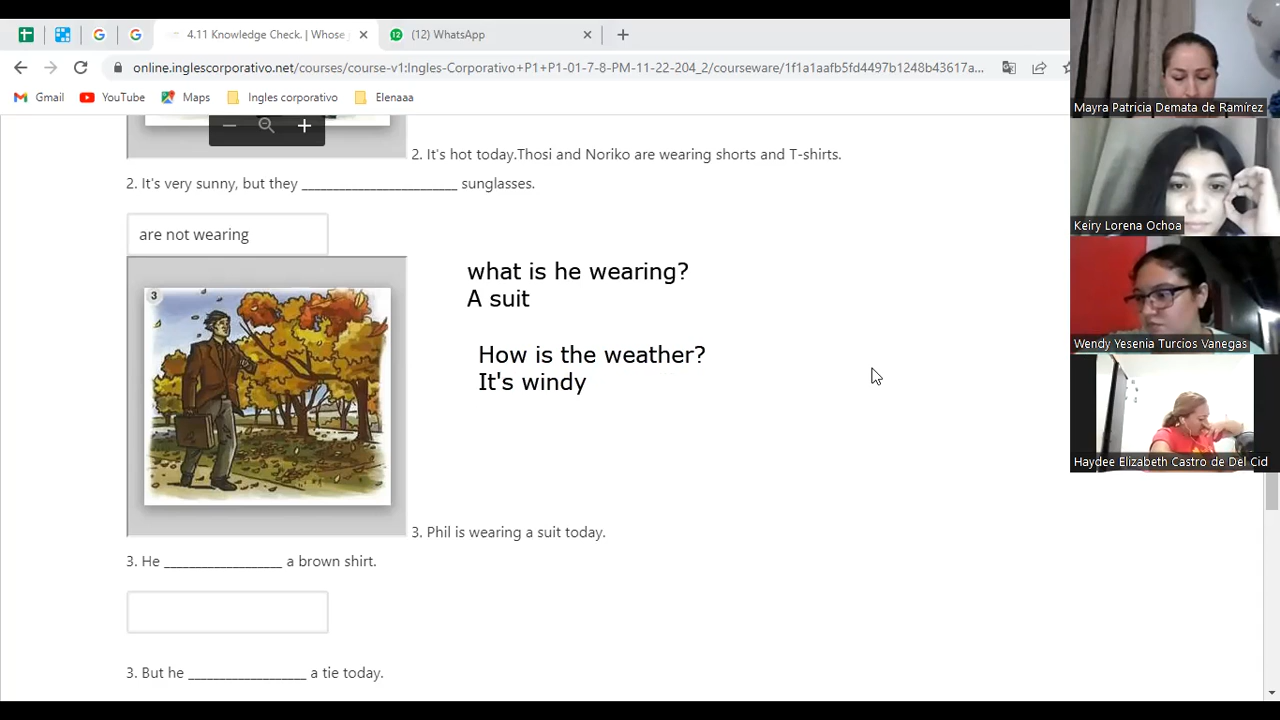 4.11 Knowledge Check. | Whose
(12) WhatsApp
online.inglescorporativo.net/courses/course-v1:Ingles-Corporativo+P1+P1-01-7-8-PM-11-22-204_2/courseware/1f1a1aafb5fd4497b1248b43617a...
Gmail
YouTube
Maps
Ingles corporativo
Elenaaa
2. It's hot today.Thosi and Noriko are wearing shorts and T-shirts.
2. It's very sunny, but they ________________________ sunglasses.
are not wearing
what is he wearing?
A suit
How is the weather?
It's windy
3
3. Phil is wearing a suit today.
3. He __________________ a brown shirt.
3. But he __________________ a tie today.
Mayra Patricia Demata de Ramírez
Keiry Lorena Ochoa
Wendy Yesenia Turcios Vanegas
Haydee Elizabeth Castro de Del Cid